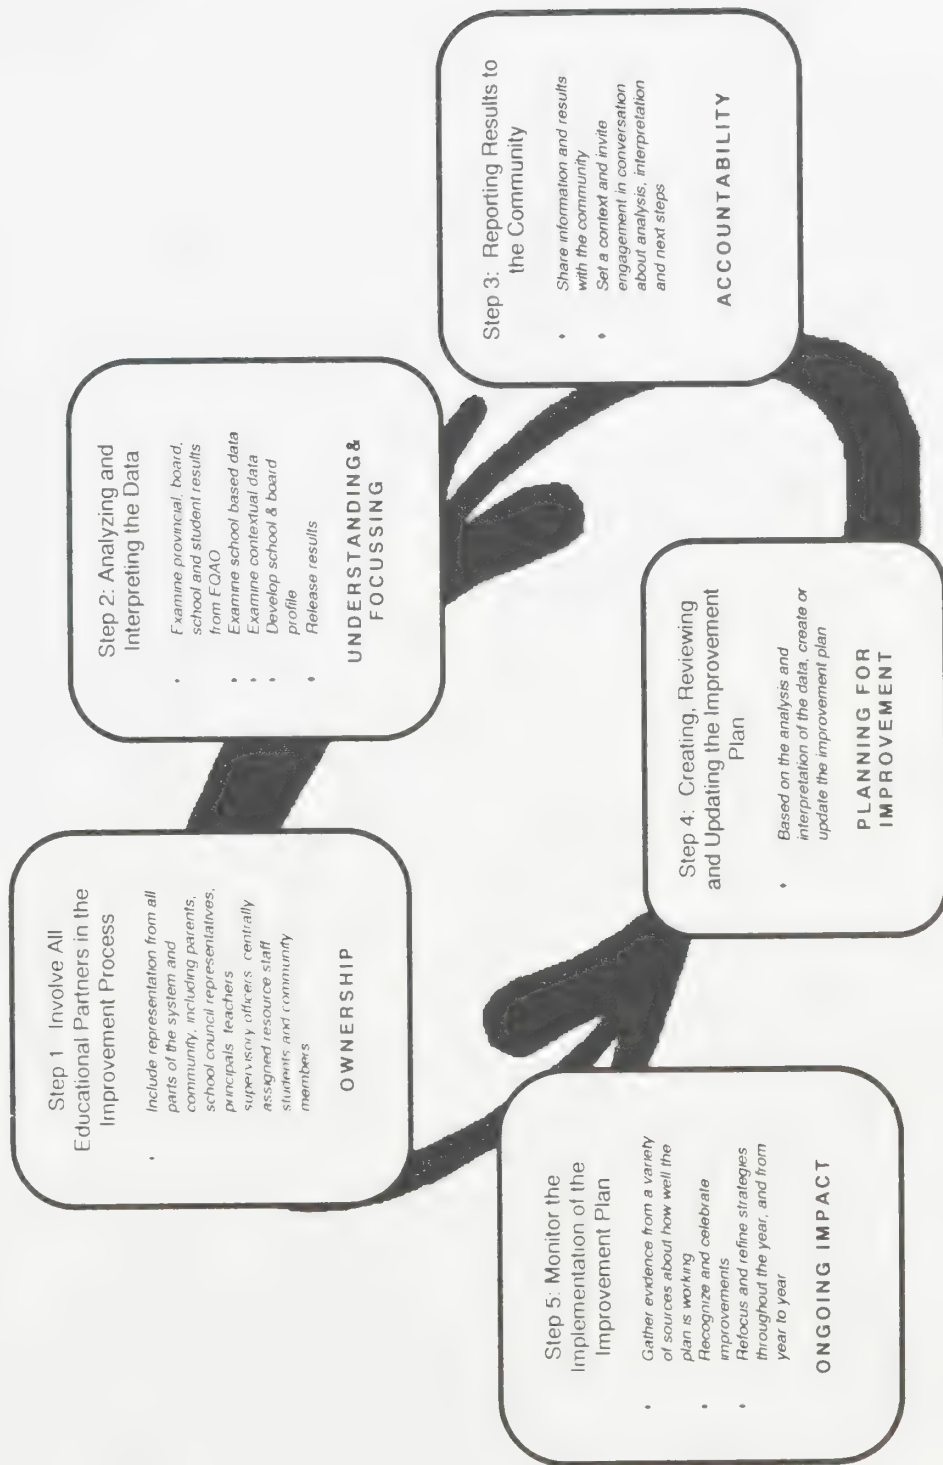 Step 1 Involve All
Educational Partners in the
Improvement Process
• Include representation from all
parts of the system and
community, including parents,
school council representatives,
principals teachers
supervisory officers centrally
assigned resource staff
students and community
members
OWNERSHIP
Step 2: Analyzing and
Interpreting the Data
• Examine provincial, board,
school and student results
from EQAO
• Examine school based data
• Examine contextual data
• Develop school & board
profile
• Release results
UNDERSTANDING &
FOCUSSING
Step 3: Reporting Results to
the Community
• Share information and results
with the community
• Set a context and invite
engagement in conversation
about analysis, interpretation
and next steps
ACCOUNTABILITY
Step 4: Creating, Reviewing
and Updating the Improvement
Plan
• Based on the analysis and
interpretation of the data, create or
update the improvement plan
PLANNING FOR
IMPROVEMENT
Step 5: Monitor the
Implementation of the
Improvement Plan
• Gather evidence from a variety
of sources about how well the
plan is working
• Recognize and celebrate
improvements
• Refocus and refine strategies
throughout the year, and from
year to year
ONGOING IMPACT